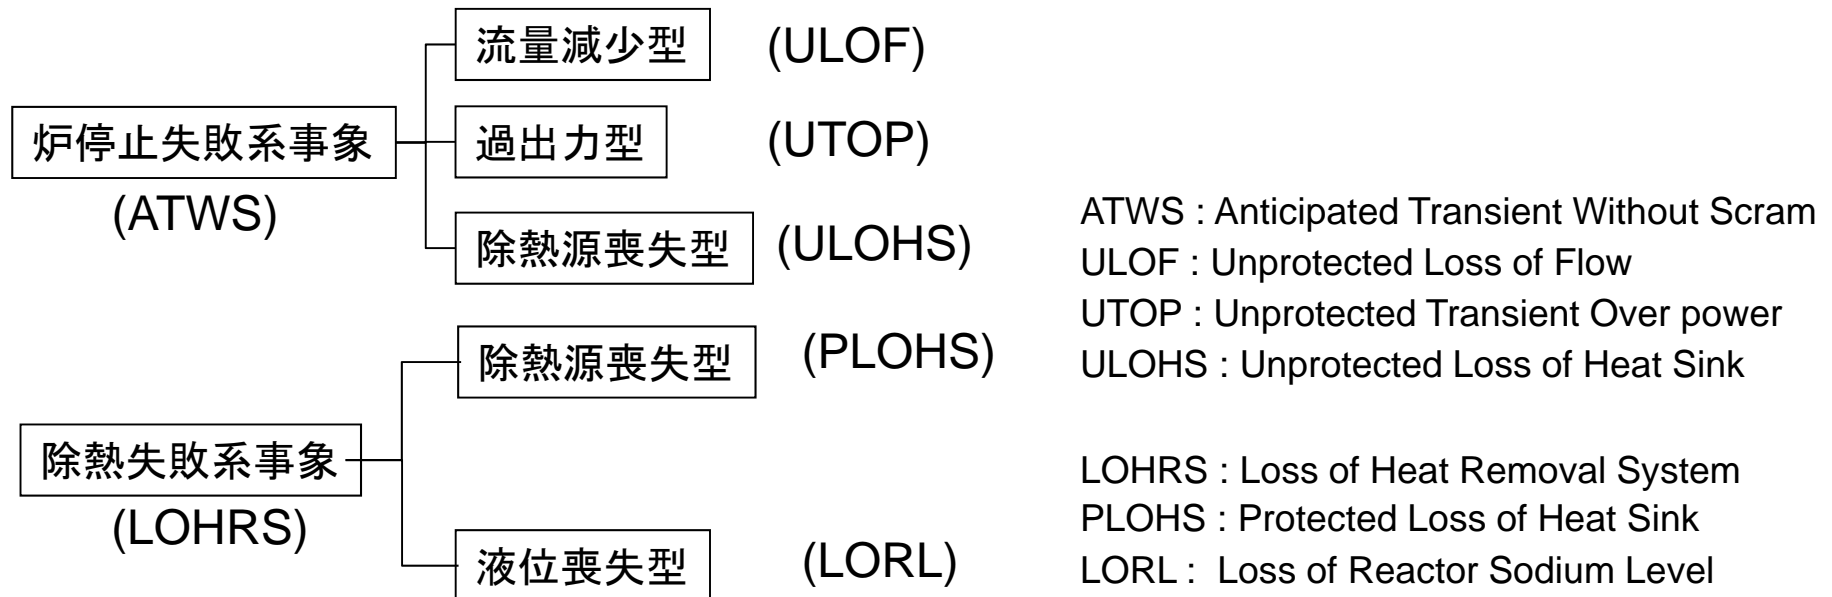 流量減少型 (ULOF)
炉停止失敗系事象
(ATWS)
過出力型 (UTOP)
除熱源喪失型 (ULOHS)
除熱失敗系事象
(LOHRS)
除熱源喪失型 (PLOHS)
液位喪失型 (LORL)
ATWS : Anticipated Transient Without Scram
ULOF : Unprotected Loss of Flow
UTOP : Unprotected Transient Over power
ULOHS : Unprotected Loss of Heat Sink
LOHRS : Loss of Heat Removal System
PLOHS : Protected Loss of Heat Sink
LORL : Loss of Reactor Sodium Level